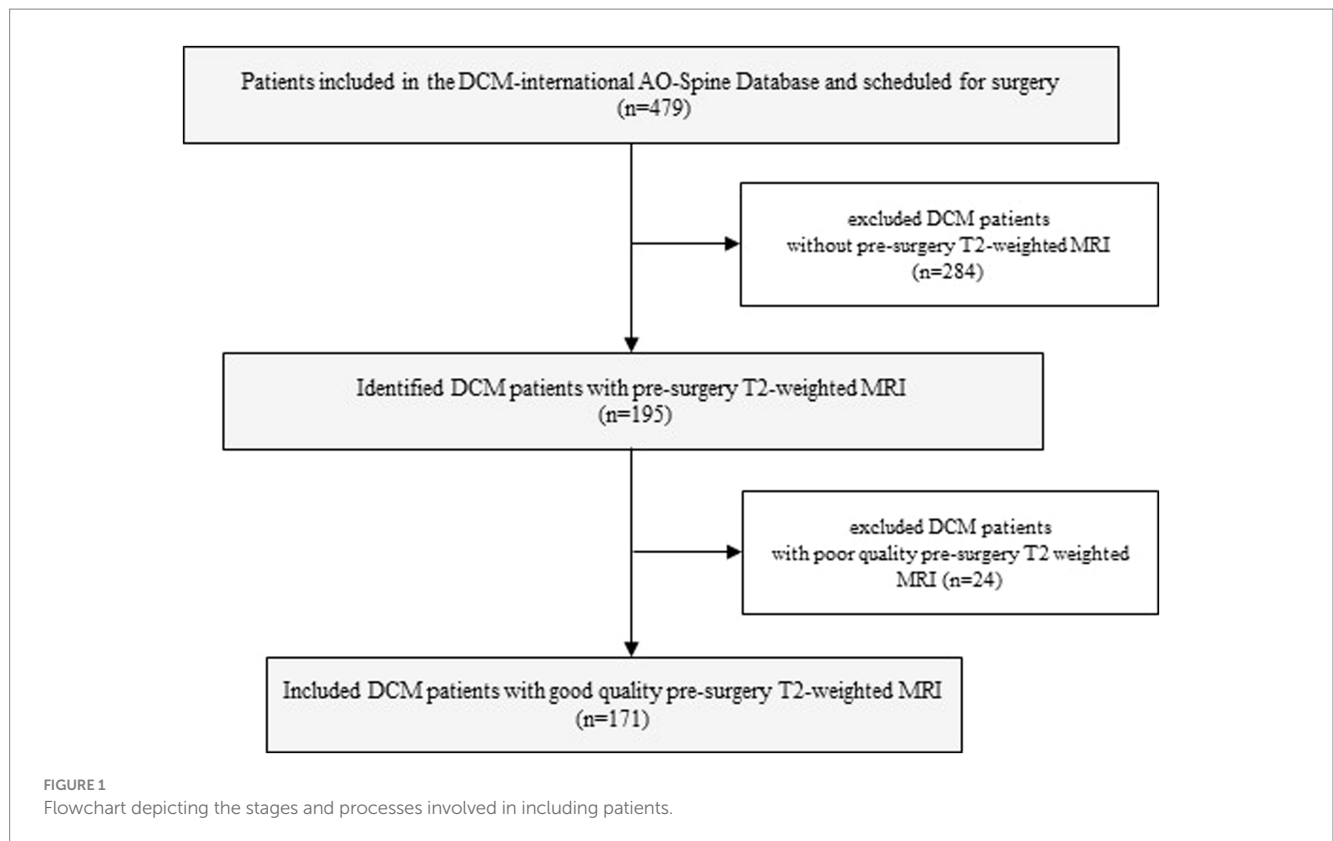 Patients included in the DCM-international AO-Spine Database and scheduled for surgery
(n=479)
excluded DCM patients
without pre-surgery T2-weighted MRI
(n=284)
Identified DCM patients with pre-surgery T2-weighted MRI
(n=195)
excluded DCM patients
with poor quality pre-surgery T2 weighted
MRI (n=24)
Included DCM patients with good quality pre-surgery T2-weighted MRI
(n=171)
FIGURE 1
Flowchart depicting the stages and processes involved in including patients.